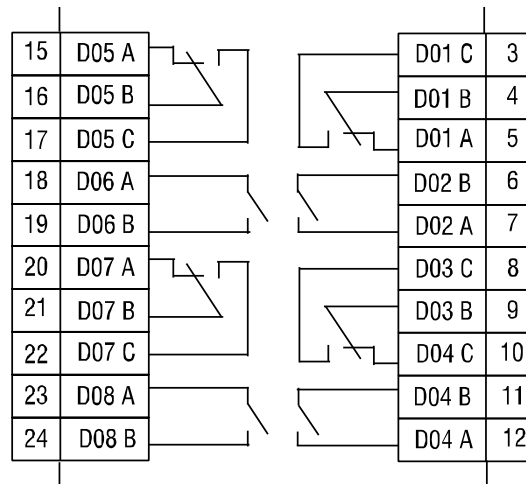 15 D05 A
16 D05 B
17 D05 C
18 D06 A
19 D06 B
20 D07 A
21 D07 B
22 D07 C
23 D08 A
24 D08 B
D01 C 3
D01 B 4
D01 A 5
D02 B 6
D02 A 7
D03 C 8
D03 B 9
D04 C 10
D04 B 11
D04 A 12